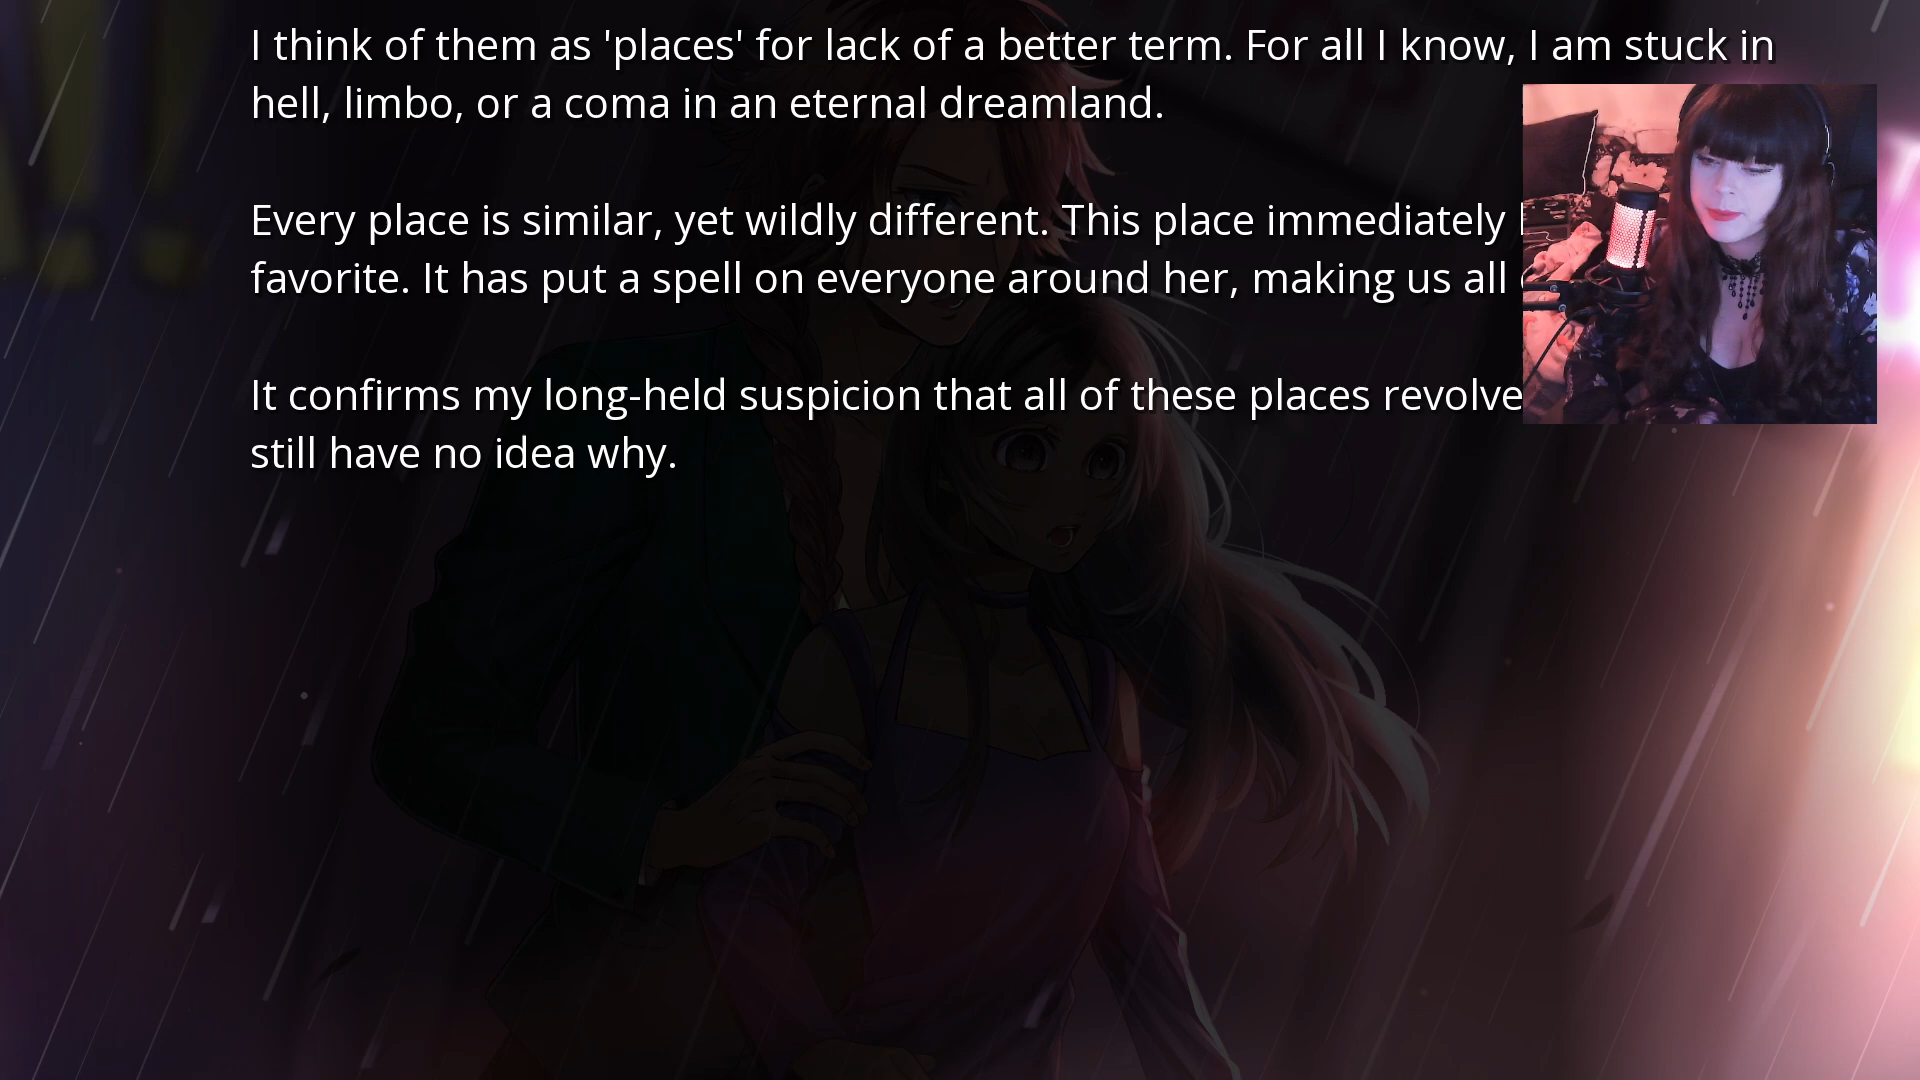 I think of them as 'places' for lack of a better term. For all I know, I am stuck in
hell, limbo, or a coma in an eternal dreamland.
Every place is similar, yet wildly different. This place immediately
favorite. It has put a spell on everyone around her, making us all
It confirms my long-held suspicion that all of these places revolve
still have no idea why.